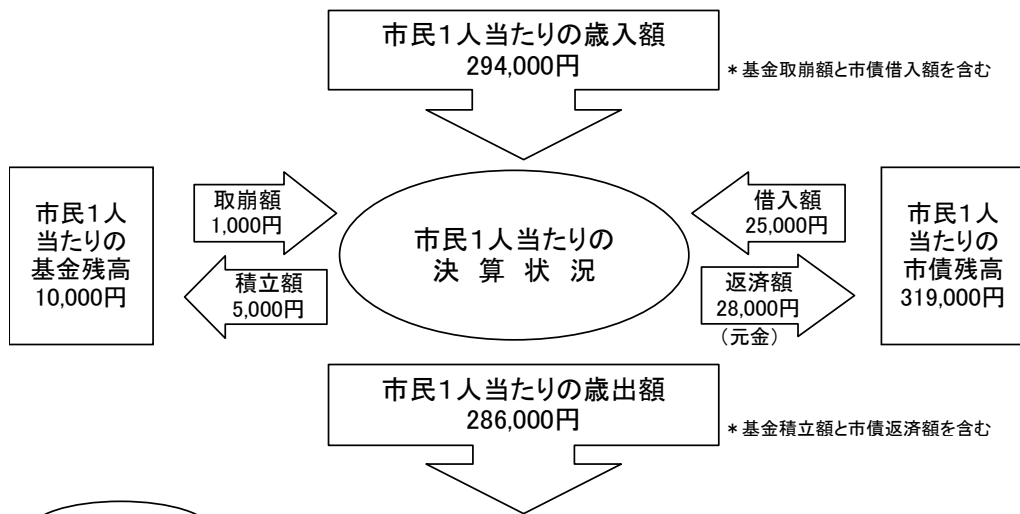 市民１人当たりの歳入額
294,000円
＊基金取崩額と市債借入額を含む
市民１人
当たりの
基金残高
10,000円
取崩額
1,000円
積立額
5,000円
市民１人当たりの
決 算 状 況
借入額
25,000円
返済額
28,000円
（元金）
市民１人
当たりの
市債残高
319,000円
市民１人当たりの歳出額
286,000円
＊基金積立額と市債返済額を含む